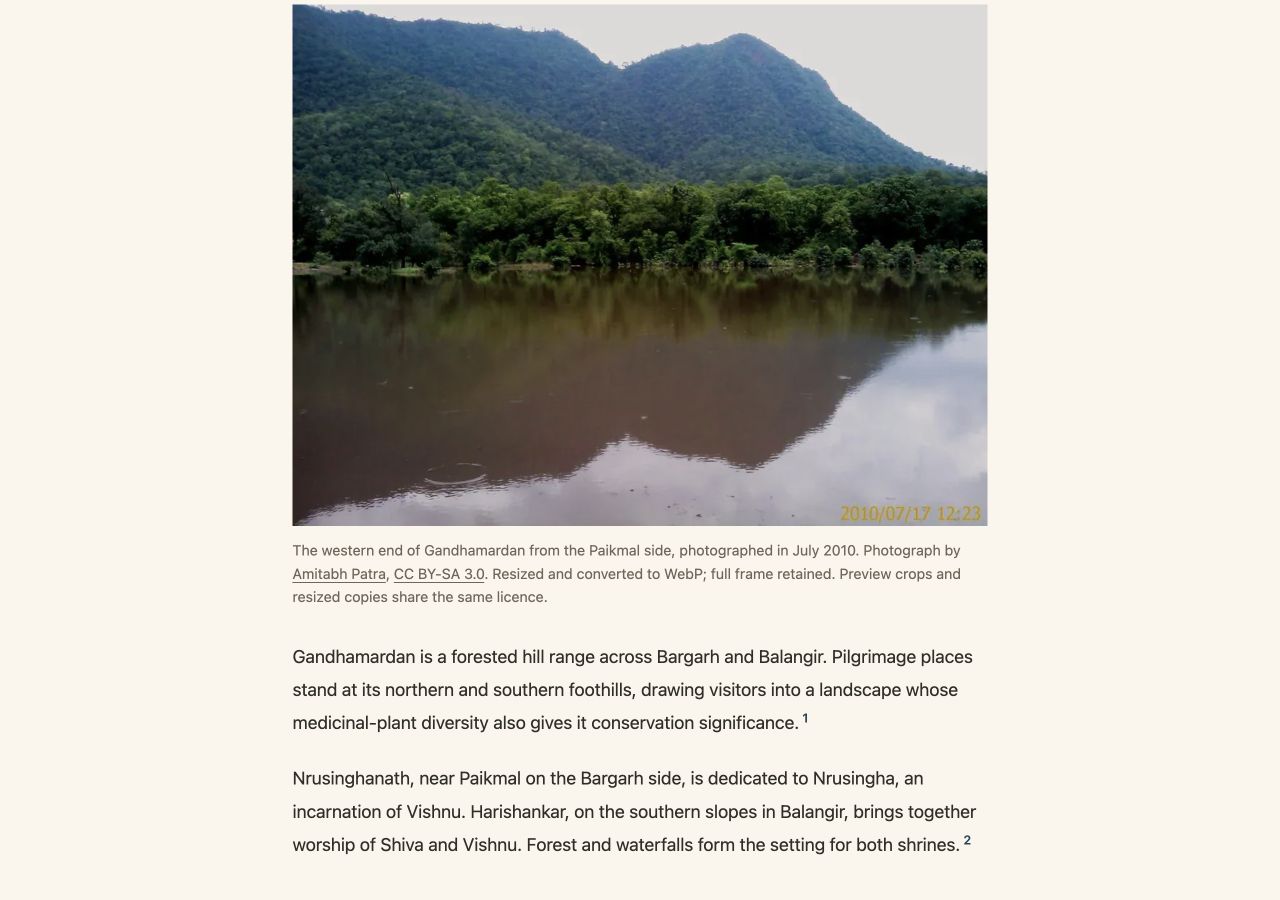 2010/07/17 12:23
The western end of Gandhamardan from the Paikmal side, photographed in July 2010. Photograph by
Amitabh Patra, CC BY-SA 3.0. Resized and converted to WebP; full frame retained. Preview crops and
resized copies share the same licence.
Gandhamardan is a forested hill range across Bargarh and Balangir. Pilgrimage places
stand at its northern and southern foothills, drawing visitors into a landscape whose
medicinal-plant diversity also gives it conservation significance. 1
Nrusinghanath, near Paikmal on the Bargarh side, is dedicated to Nrusingha, an
incarnation of Vishnu. Harishankar, on the southern slopes in Balangir, brings together
worship of Shiva and Vishnu. Forest and waterfalls form the setting for both shrines. 2